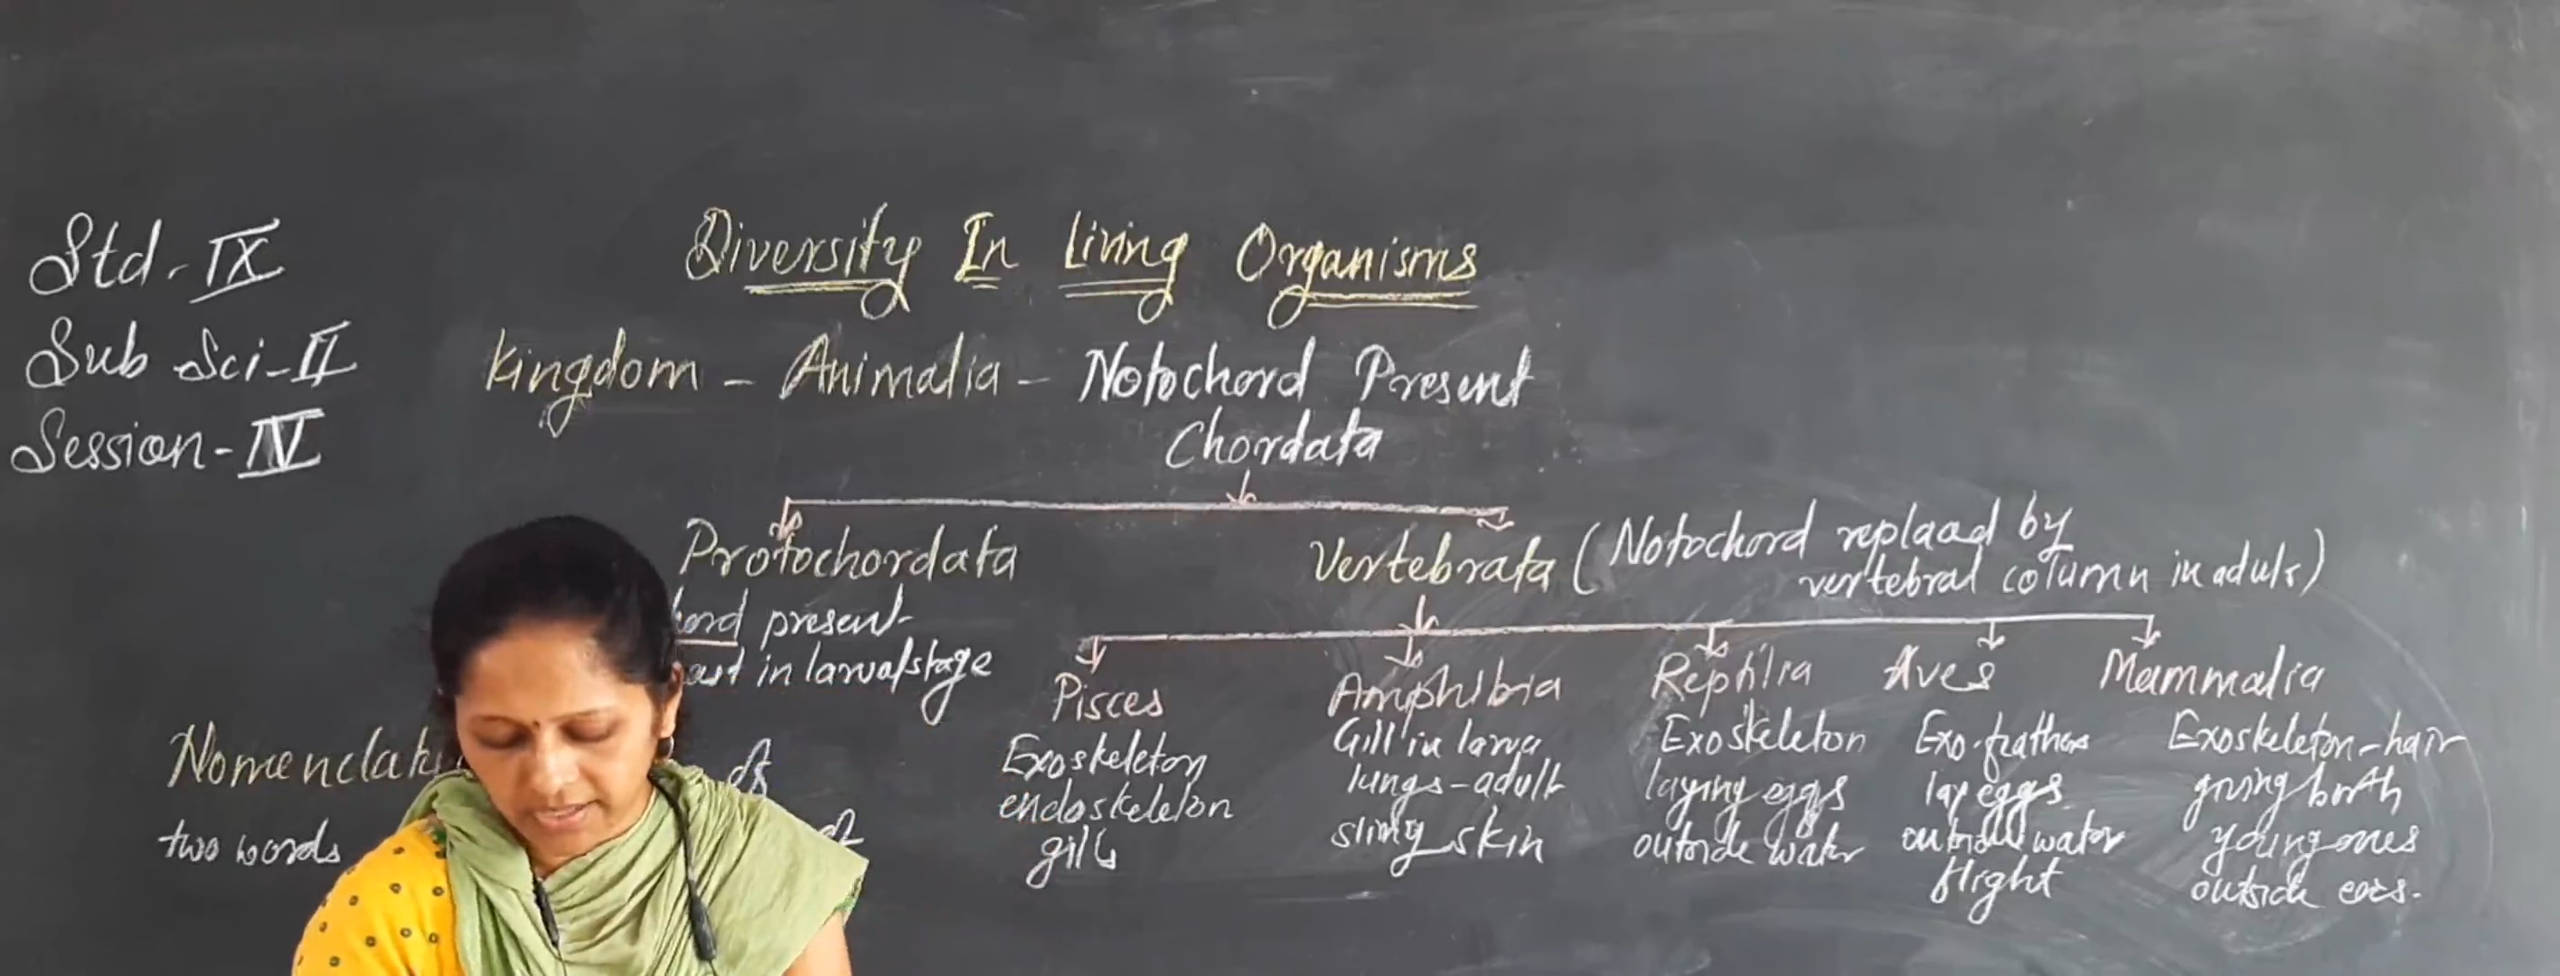 Std. IX
Sub Sci-II
Session-IV
Diversity In Living Organisms
Kingdom - Animalia - Notochord Present
Chordata
Protochordata
present
in larval stage
Vertebrata (Notochord replaced by
vertebral column in adult)
Pisces
Exoskeleton
endoskeleton
gills
Amphibia
Gill in larva
lungs-adult
slimy skin
Reptilia
Exoskeleton
laying eggs
outside water
Aves
Exo-feathers
lay eggs
outside water
flight
Mammalia
Exoskeleton-hair
giving birth
young ones
outside ears.
of
two words